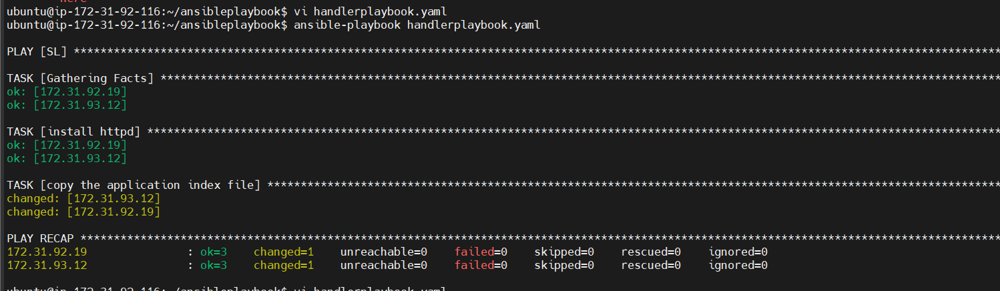 here
ubuntu@ip-172-31-92-116:~/ansibleplaybook$ vi handlerplaybook.yaml
ubuntu@ip-172-31-92-116:~/ansibleplaybook$ ansible-playbook handlerplaybook.yaml
PLAY [SL] *******************************************************************************************************************************************
TASK [Gathering Facts] ******************************************************************************************************************************
ok: [172.31.92.19]
ok: [172.31.93.12]
TASK [install httpd] ********************************************************************************************************************************
ok: [172.31.92.19]
ok: [172.31.93.12]
TASK [copy the application index file] **************************************************************************************************************
changed: [172.31.93.12]
changed: [172.31.92.19]
PLAY RECAP ******************************************************************************************************************************************
172.31.92.19 : ok=3 changed=1 unreachable=0 failed=0 skipped=0 rescued=0 ignored=0
172.31.93.12 : ok=3 changed=1 unreachable=0 failed=0 skipped=0 rescued=0 ignored=0
ubuntu@ip-172-31-92-116:~/ansibleplaybook$ vi handlerplaybook.yaml